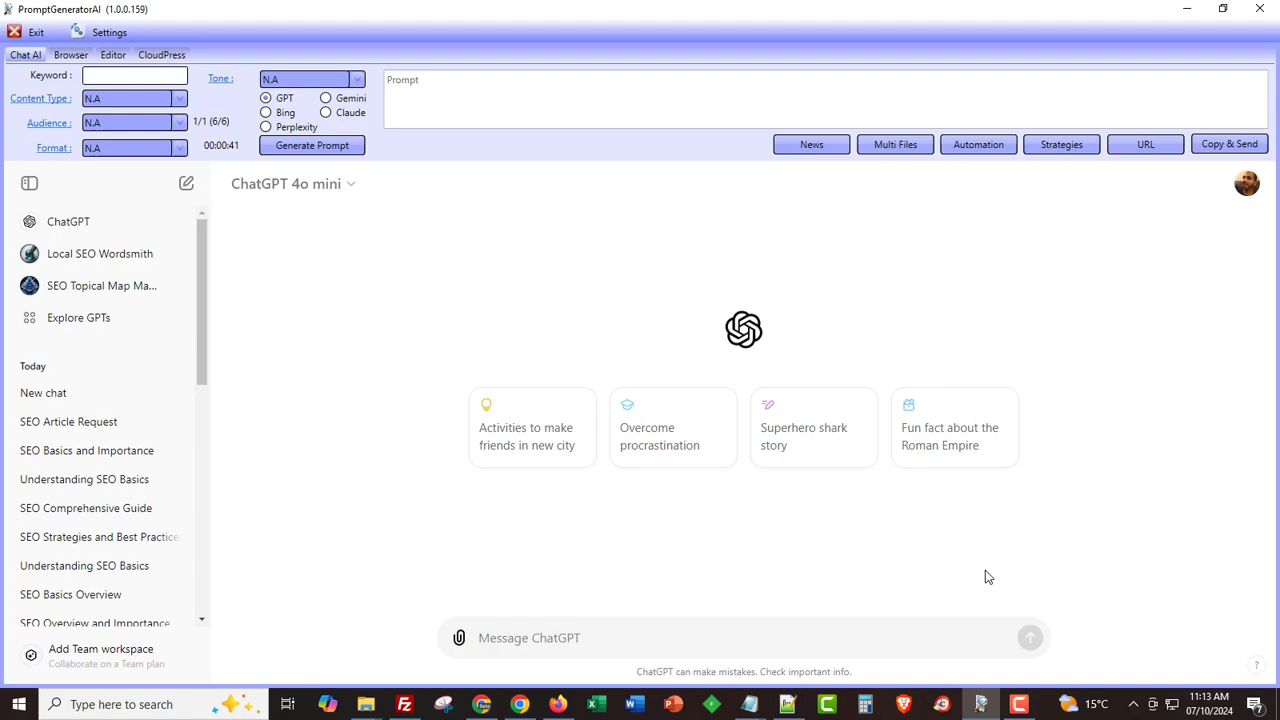 PromptGeneratorAI (1.0.0.159)
Exit Settings
Chat AI Browser Editor CloudPress
Keyword :
Content Type : N.A
Audience : N.A 1/1 (6/6)
Format : N.A 00:00:41
Tone : N.A
GPT Gemini
Bing Claude
Perplexity
Generate Prompt
Prompt
News Multi Files Automation Strategies URL Copy & Send
ChatGPT 4o mini
ChatGPT
Local SEO Wordsmith
SEO Topical Map Ma...
Explore GPTs
Today
New chat
SEO Article Request
SEO Basics and Importance
Understanding SEO Basics
SEO Comprehensive Guide
SEO Strategies and Best Practice
Understanding SEO Basics
SEO Basics Overview
SEO Overview and Importance
Add Team workspace
Collaborate on a Team plan
Activities to make
friends in new city
Overcome
procrastination
Superhero shark
story
Fun fact about the
Roman Empire
Message ChatGPT
ChatGPT can make mistakes. Check important info.
?
Type here to search
15°C
11:13 AM
07/10/2024